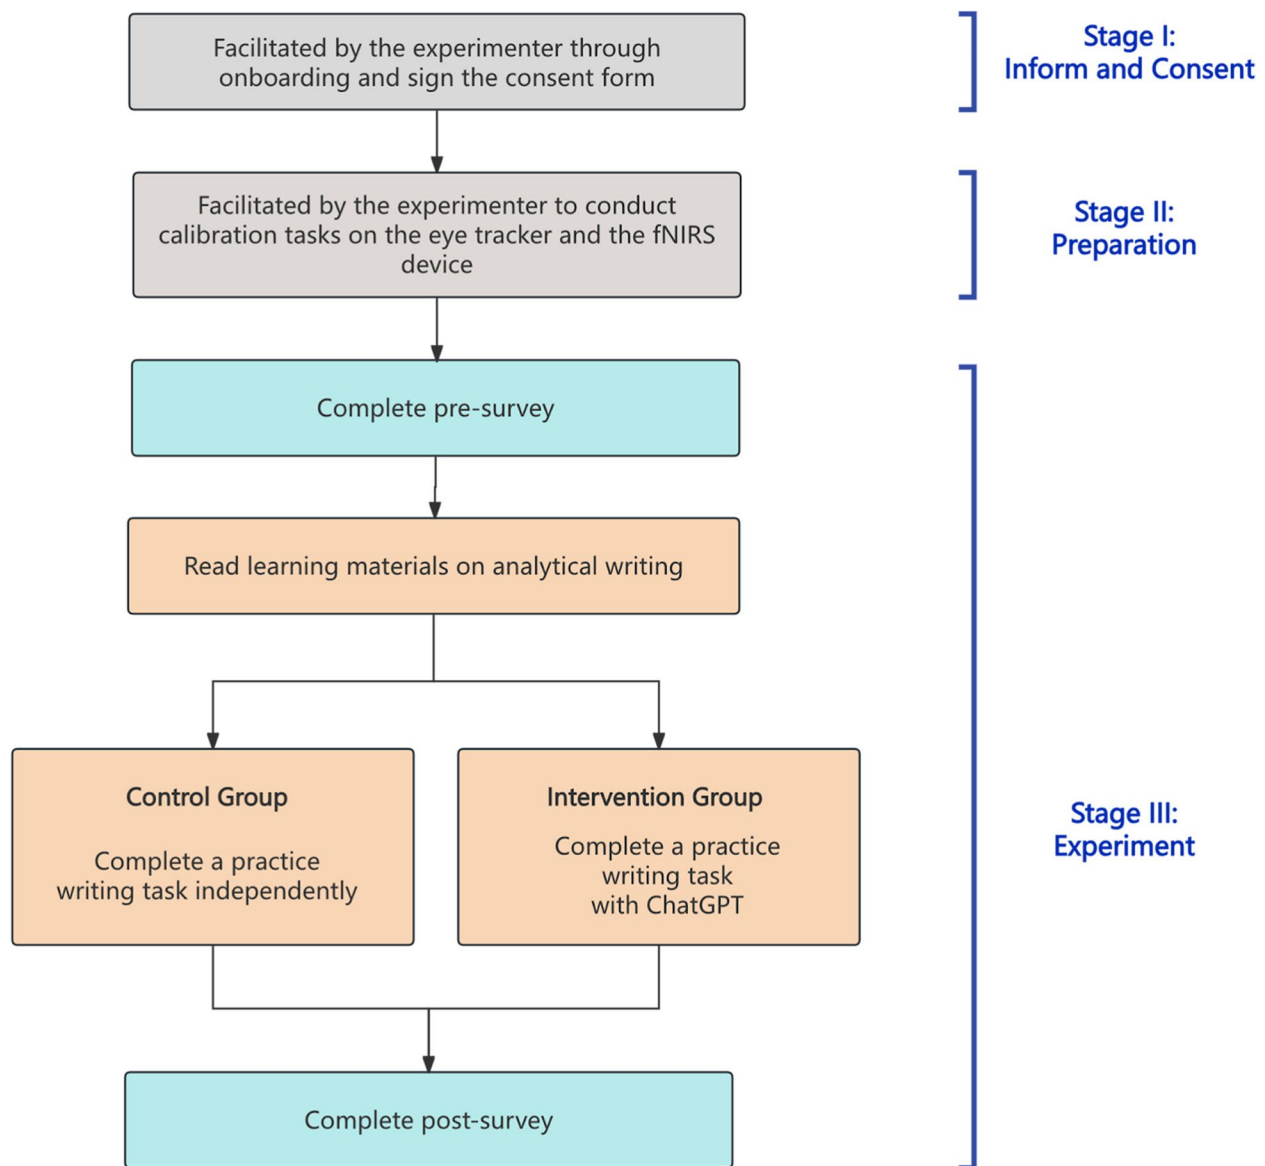 Facilitated by the experimenter through
onboarding and sign the consent form
Stage I:
Inform and Consent
Facilitated by the experimenter to conduct
calibration tasks on the eye tracker and the fNIRS
device
Stage II:
Preparation
Complete pre-survey
Read learning materials on analytical writing
Control Group
Complete a practice
writing task independently
Intervention Group
Complete a practice
writing task
with ChatGPT
Stage III:
Experiment
Complete post-survey